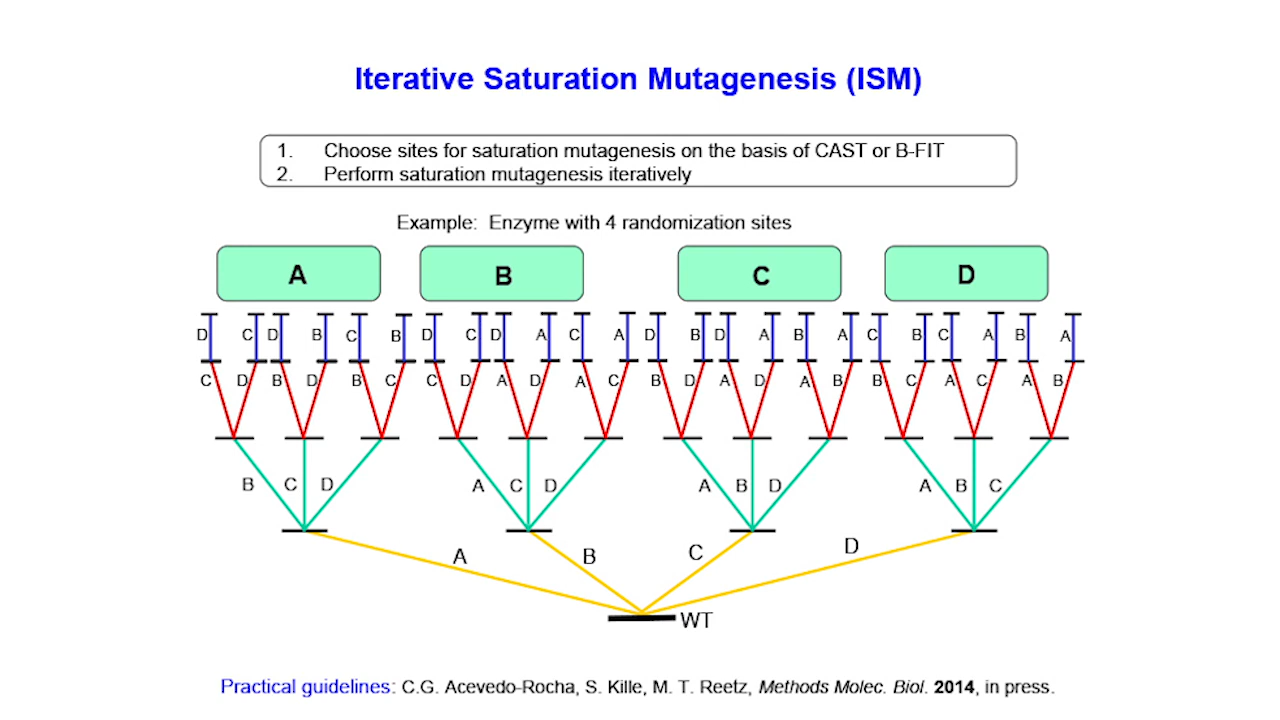 Iterative Saturation Mutagenesis (ISM)
1. Choose sites for saturation mutagenesis on the basis of CAST or B-FIT
2. Perform saturation mutagenesis iteratively
Example: Enzyme with 4 randomization sites
A B C D
D C D B C B D C D A C A D B D A B A C B C A B A
C D B D B C C D A D A C B D A D A B B C A C A B
B C D A C D A B D A B C
A B C D
WT
Practical guidelines: C.G. Acevedo-Rocha, S. Kille, M. T. Reetz, Methods Molec. Biol. 2014, in press.